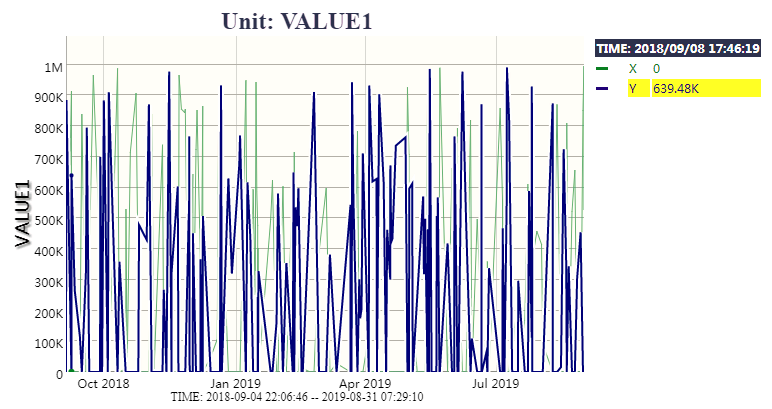 Unit: VALUE1
TIME: 2018/09/08 17:46:19
X 0
Y 639.48K
VALUE1
1M
900K
800K
700K
600K
500K
400K
300K
200K
100K
0
Oct 2018 Jan 2019 Apr 2019 Jul 2019
TIME: 2018-09-04 22:06:46 -- 2019-08-31 07:29:10